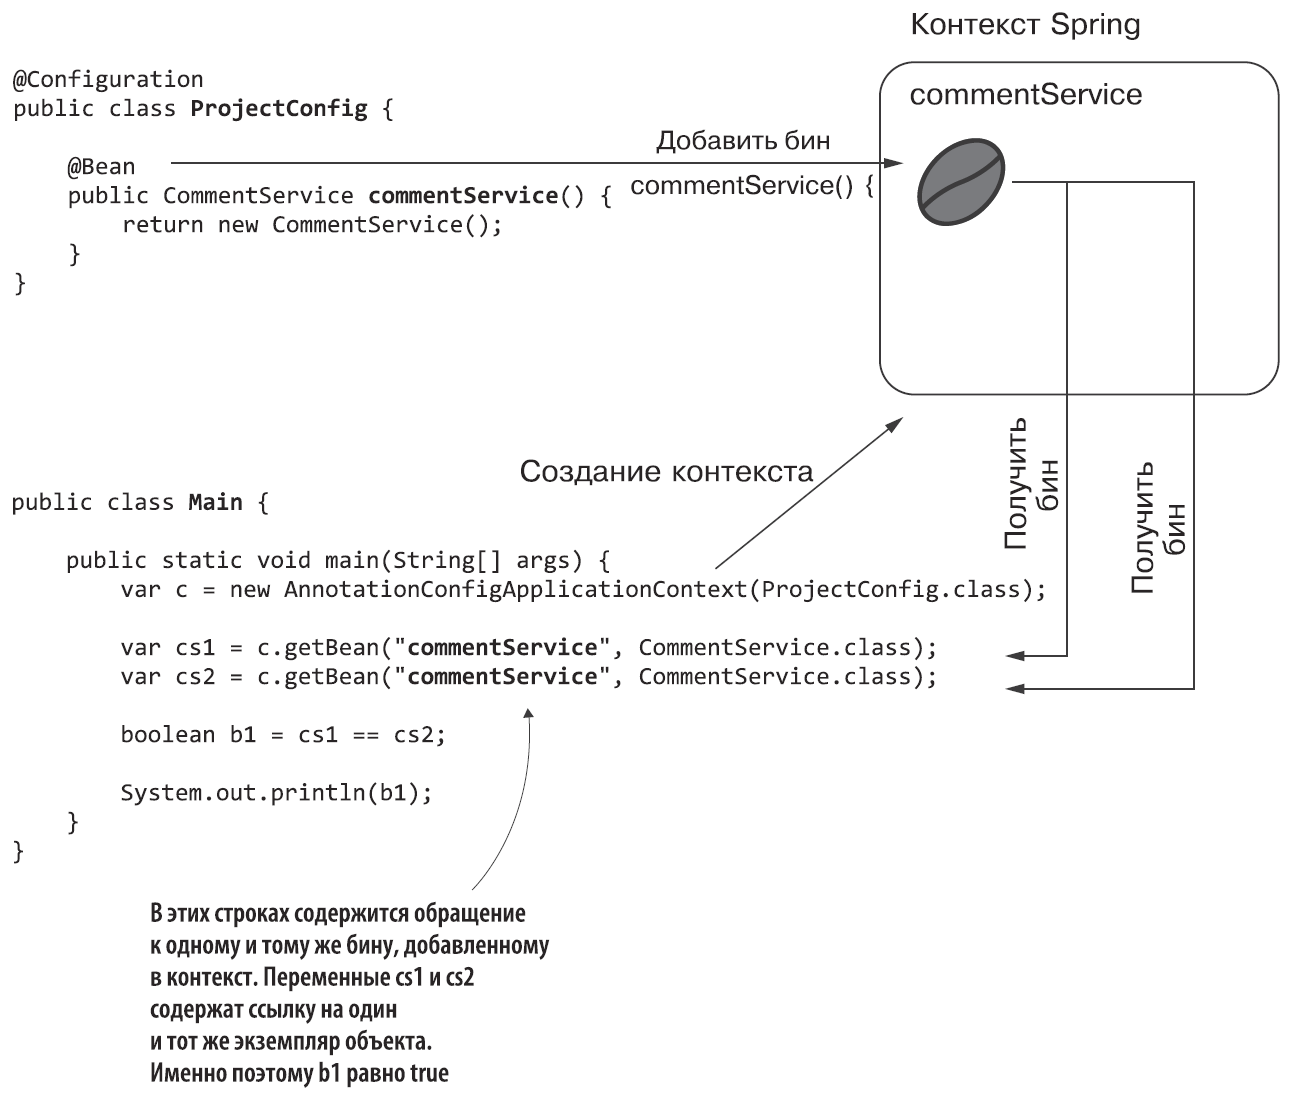 Контекст Spring
commentService
@Configuration
public class ProjectConfig {
@Bean
public CommentService commentService() {
return new CommentService();
}
}
Добавить бин
commentService() {
Создание контекста
Получить
бин
Получить
бин
public class Main {
public static void main(String[] args) {
var c = new AnnotationConfigApplicationContext(ProjectConfig.class);
var cs1 = c.getBean("commentService", CommentService.class);
var cs2 = c.getBean("commentService", CommentService.class);
boolean b1 = cs1 == cs2;
System.out.println(b1);
}
}
В этих строках содержится обращение
к одному и тому же бину, добавленному
в контекст. Переменные cs1 и cs2
содержат ссылку на один
и тот же экземпляр объекта.
Именно поэтому b1 равно true